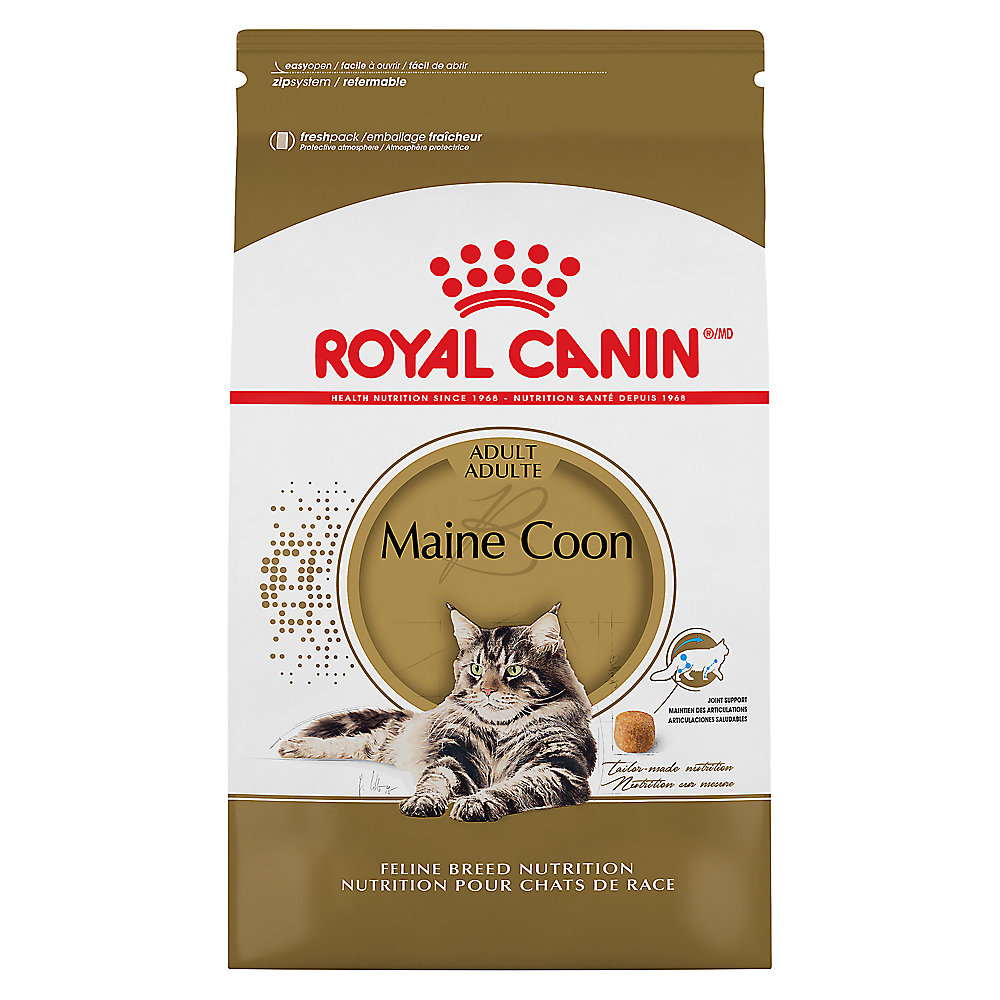 easyopen / facile à ouvrir / fácil de abrir
zipsystem / refermable
freshpack /emballage fraîcheur
Protective atmosphere / Atmosphère protectrice
ROYAL CANIN®/MD
HEALTH NUTRITION SINCE 1968 - NUTRITION SANTÉ DEPUIS 1968
ADULT
ADULTE
B
Maine Coon
JOINT SUPPORT
MAINTIEN DES ARTICULATIONS
ARTICULACIONES SALUDABLES
Tailor-made nutrition
Nutrition sur mesure
FELINE BREED NUTRITION
NUTRITION POUR CHATS DE RACE